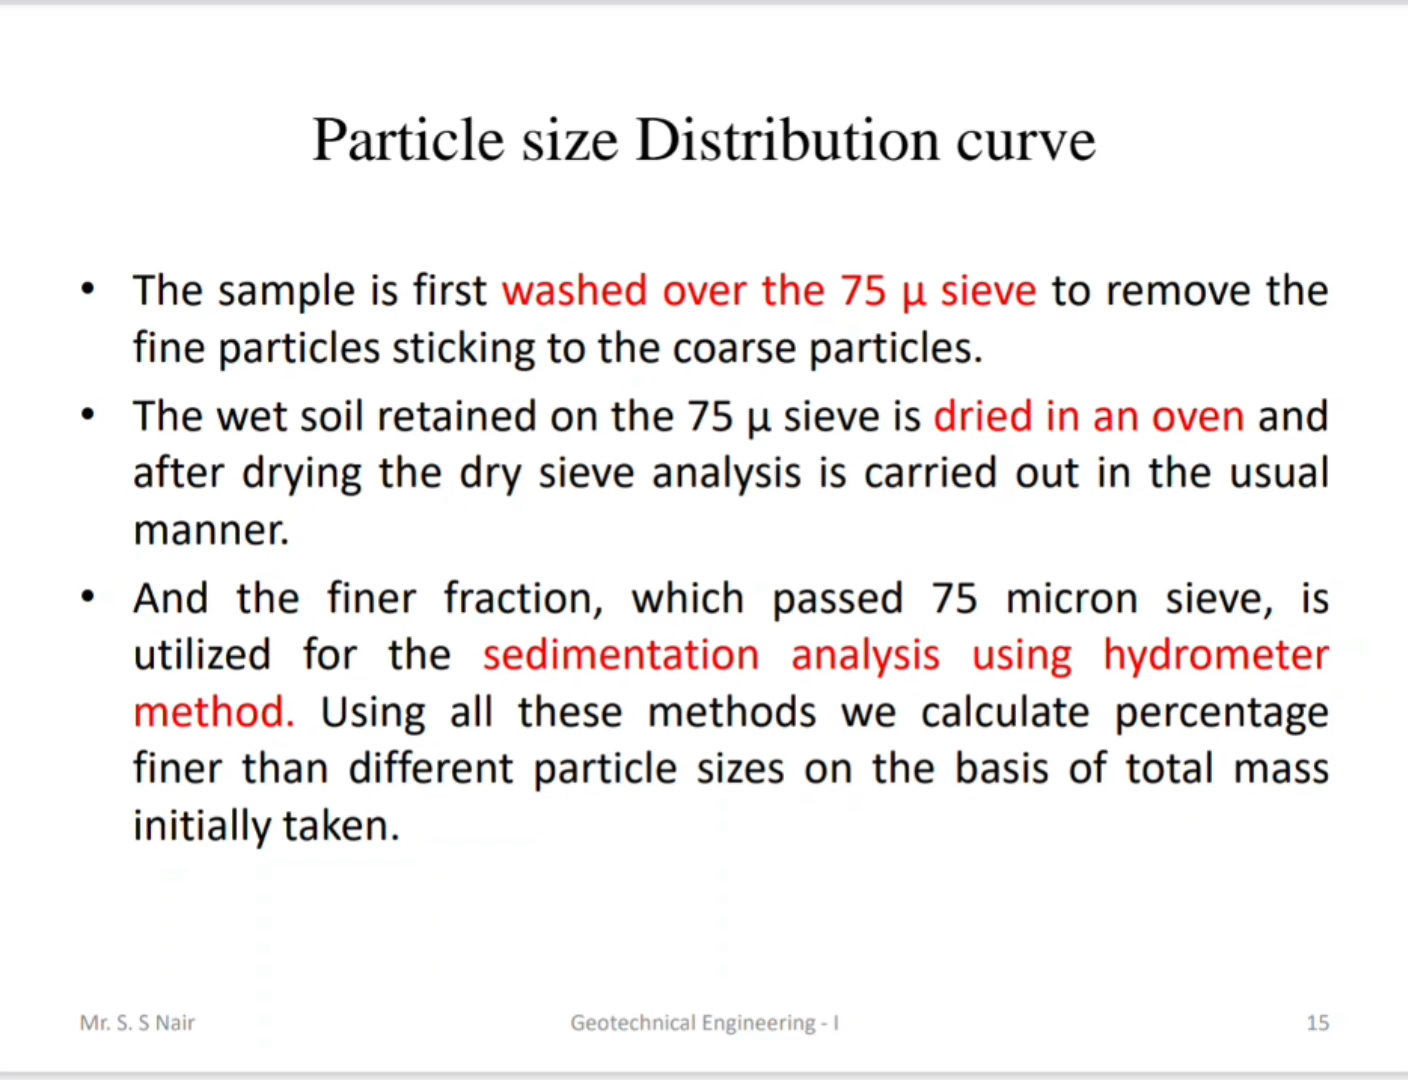 Particle size Distribution curve
• The sample is first washed over the 75 µ sieve to remove the
fine particles sticking to the coarse particles.
• The wet soil retained on the 75 µ sieve is dried in an oven and
after drying the dry sieve analysis is carried out in the usual
manner.
• And the finer fraction, which passed 75 micron sieve, is
utilized for the sedimentation analysis using hydrometer
method. Using all these methods we calculate percentage
finer than different particle sizes on the basis of total mass
initially taken.
Mr. S. S Nair
Geotechnical Engineering - I
15